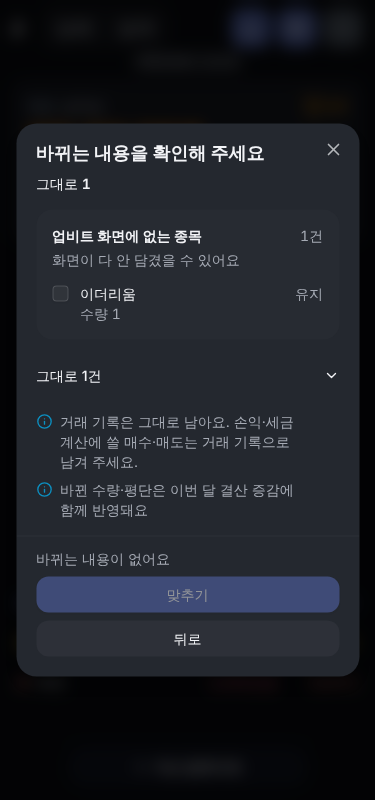 바뀌는 내용을 확인해 주세요
그대로 1
업비트 화면에 없는 종목 1건
화면이 다 안 담겼을 수 있어요
이더리움 유지
수량 1
그대로 1건
거래 기록은 그대로 남아요. 손익·세금
계산에 쓸 매수·매도는 거래 기록으로
남겨 주세요.
바뀐 수량·평단은 이번 달 결산 증감에
함께 반영돼요
바뀌는 내용이 없어요
맞추기
뒤로